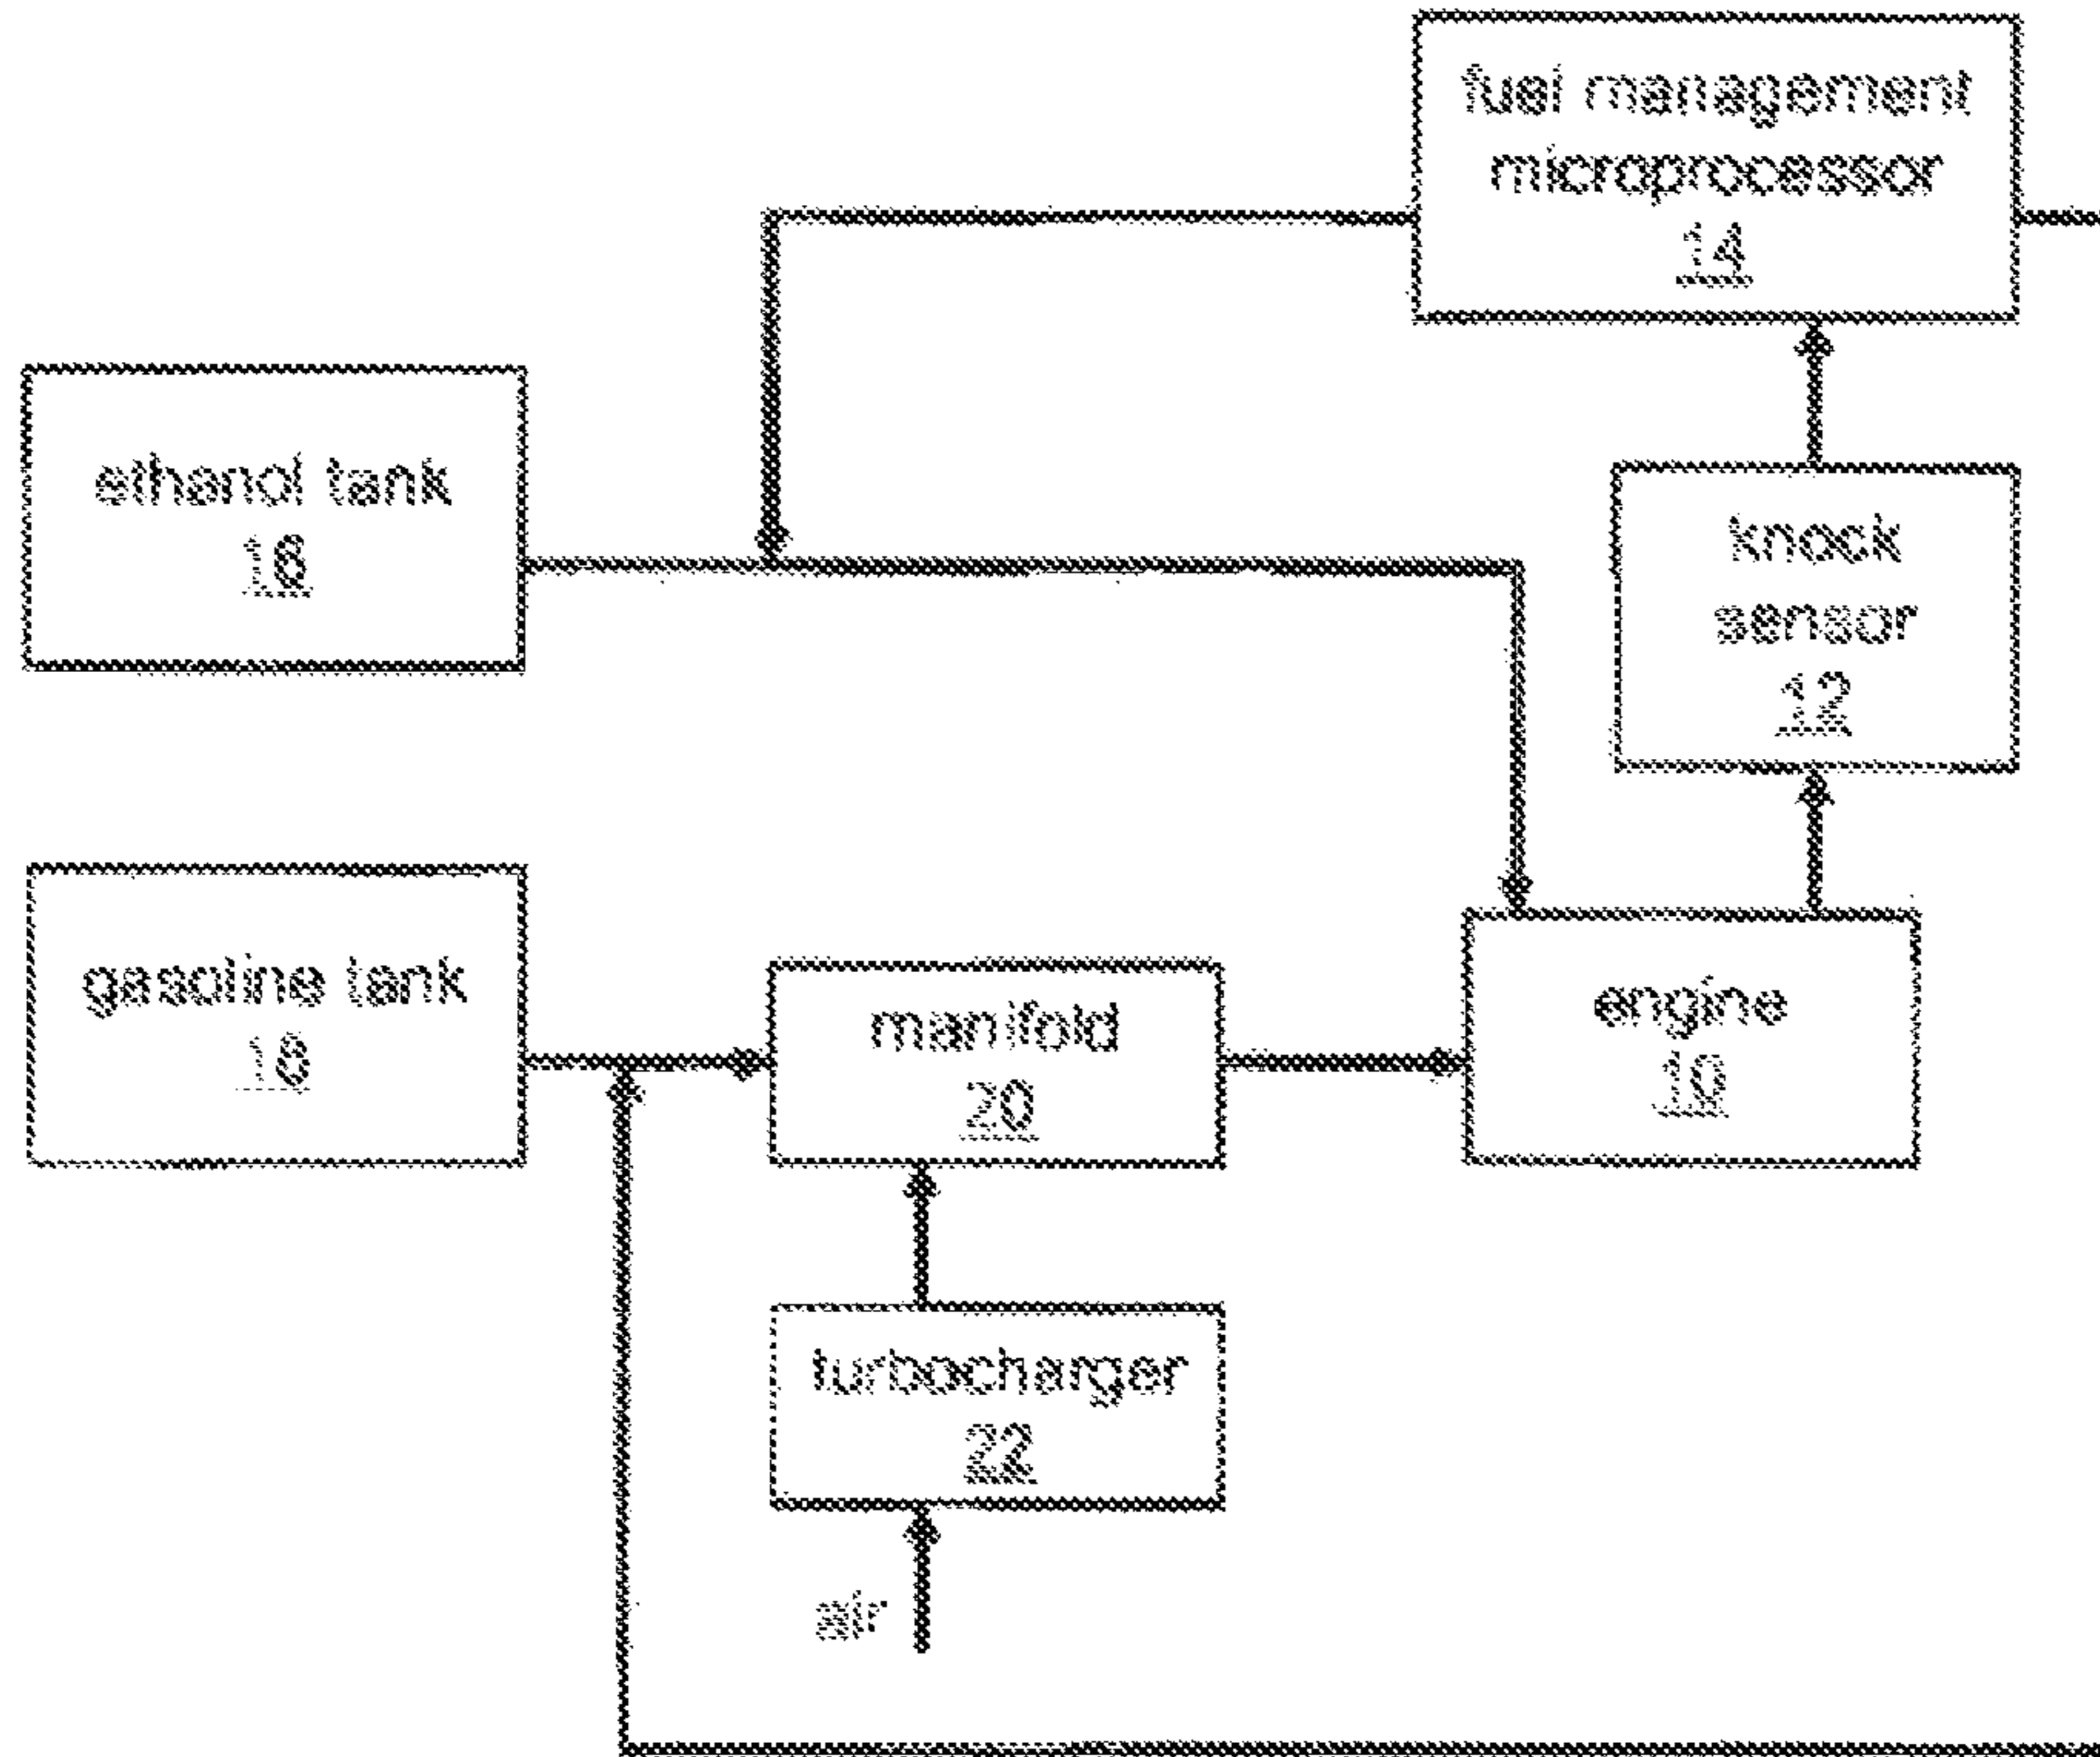 fuel management
microprocessor
14
ethanol tank
16
knock
sensor
12
gasoline tank
18
manifold
20
engine
10
turbocharger
22
air